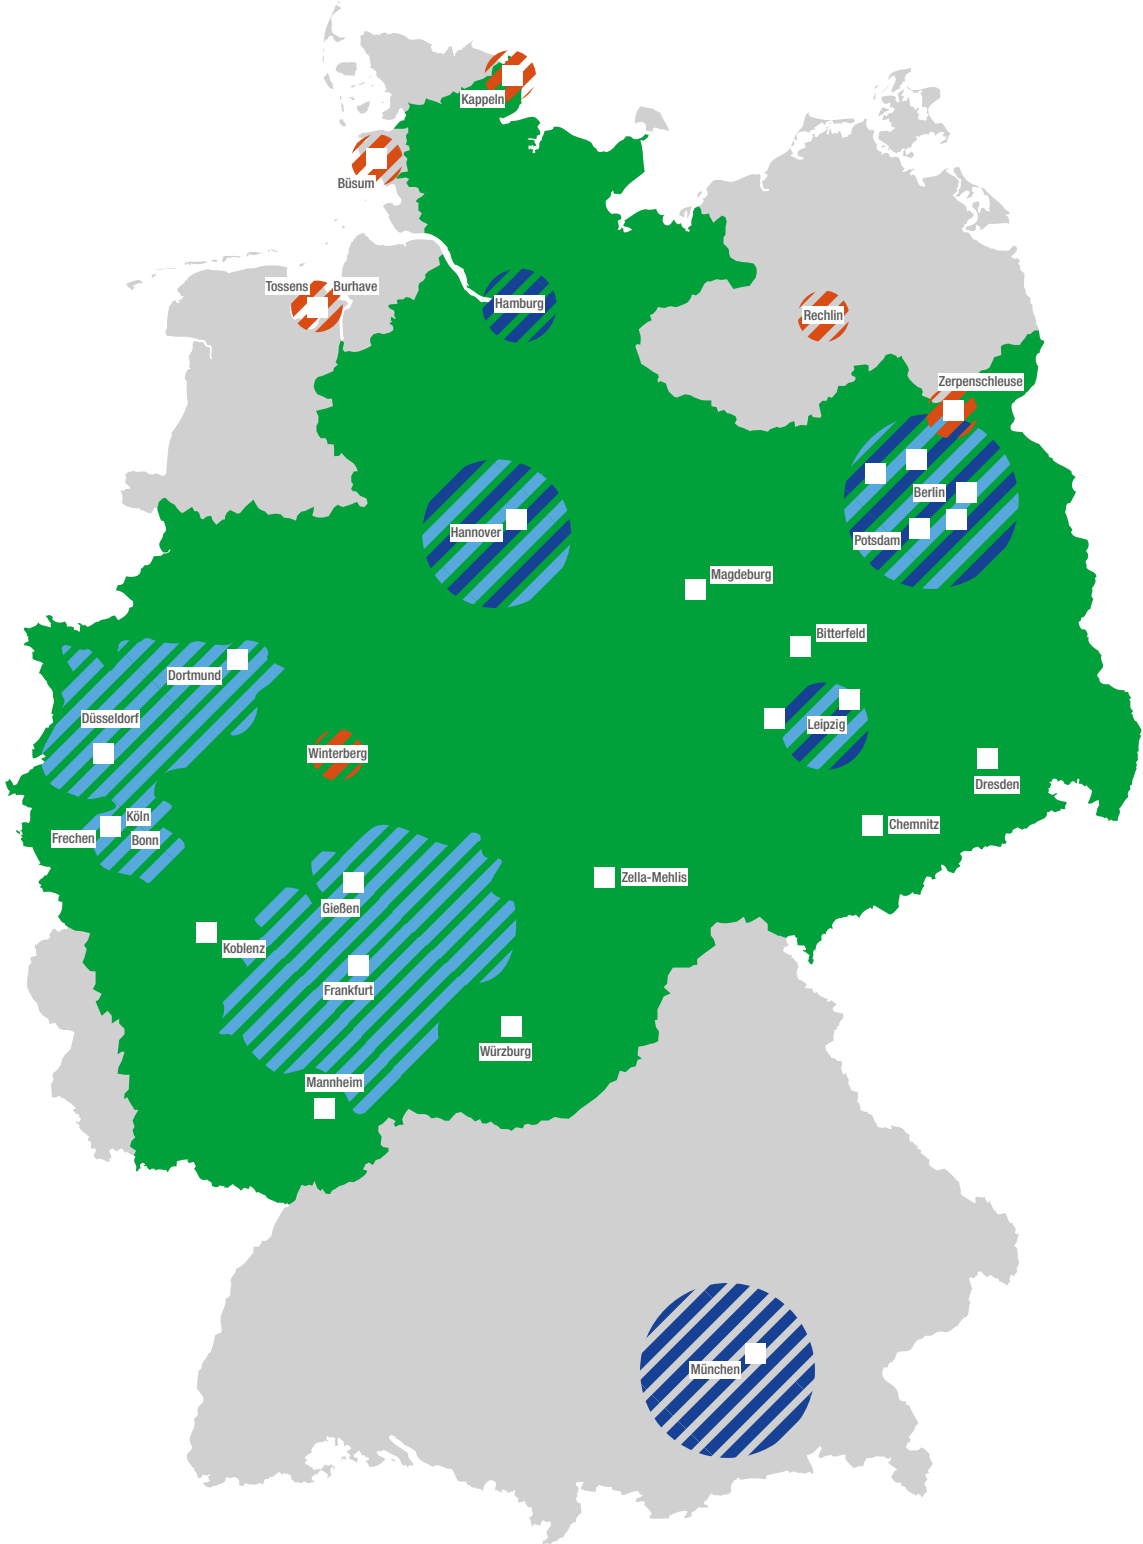 Kappeln
Büsum
Tossens
Burhave
Hamburg
Rechlin
Zerpenschleuse
Berlin
Hannover
Potsdam
Magdeburg
Bitterfeld
Dortmund
Düsseldorf
Leipzig
Winterberg
Dresden
Köln
Chemnitz
Frechen
Bonn
Zella-Mehlis
Gießen
Koblenz
Frankfurt
Würzburg
Mannheim
München